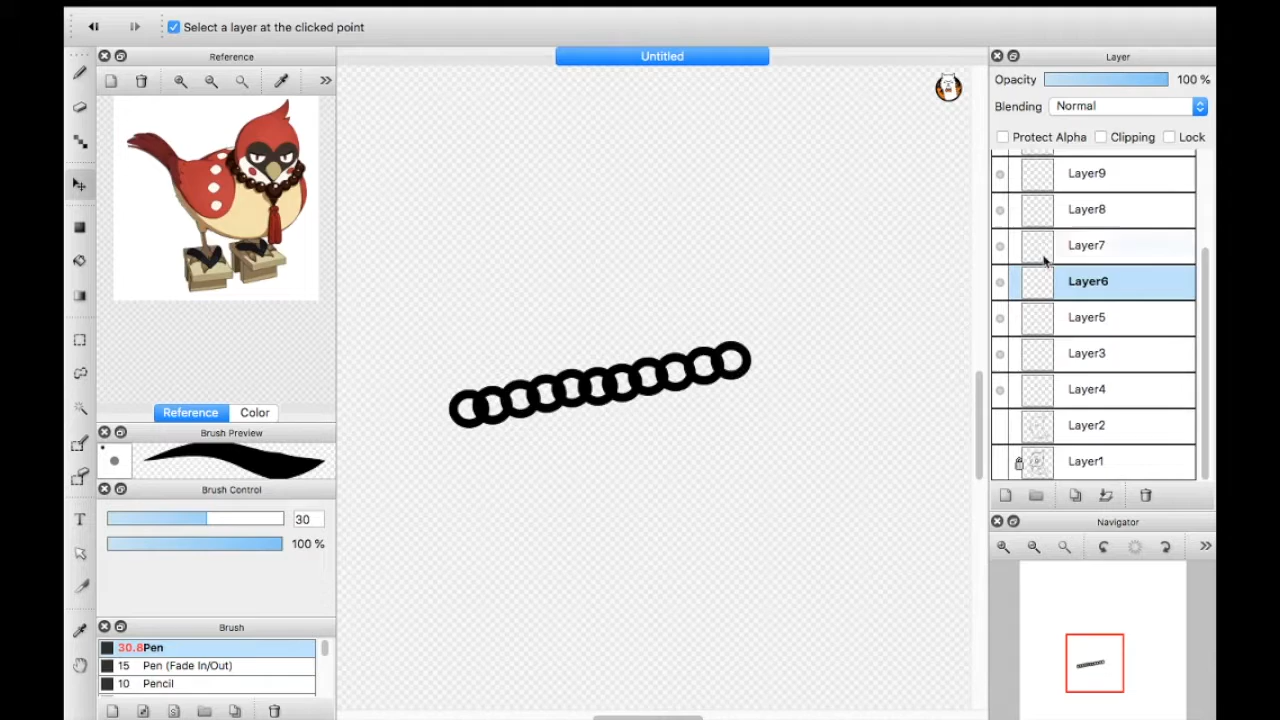 Select a layer at the clicked point
Reference
Untitled
Layer
Opacity 100 %
Blending Normal
Protect Alpha Clipping Lock
Layer9
Layer8
Layer7
Layer6
Layer5
Layer3
Layer4
Layer2
Layer1
Reference Color
Brush Preview
Brush Control
30
100 %
Navigator
Brush
30.8 Pen
15 Pen (Fade In/Out)
10 Pencil